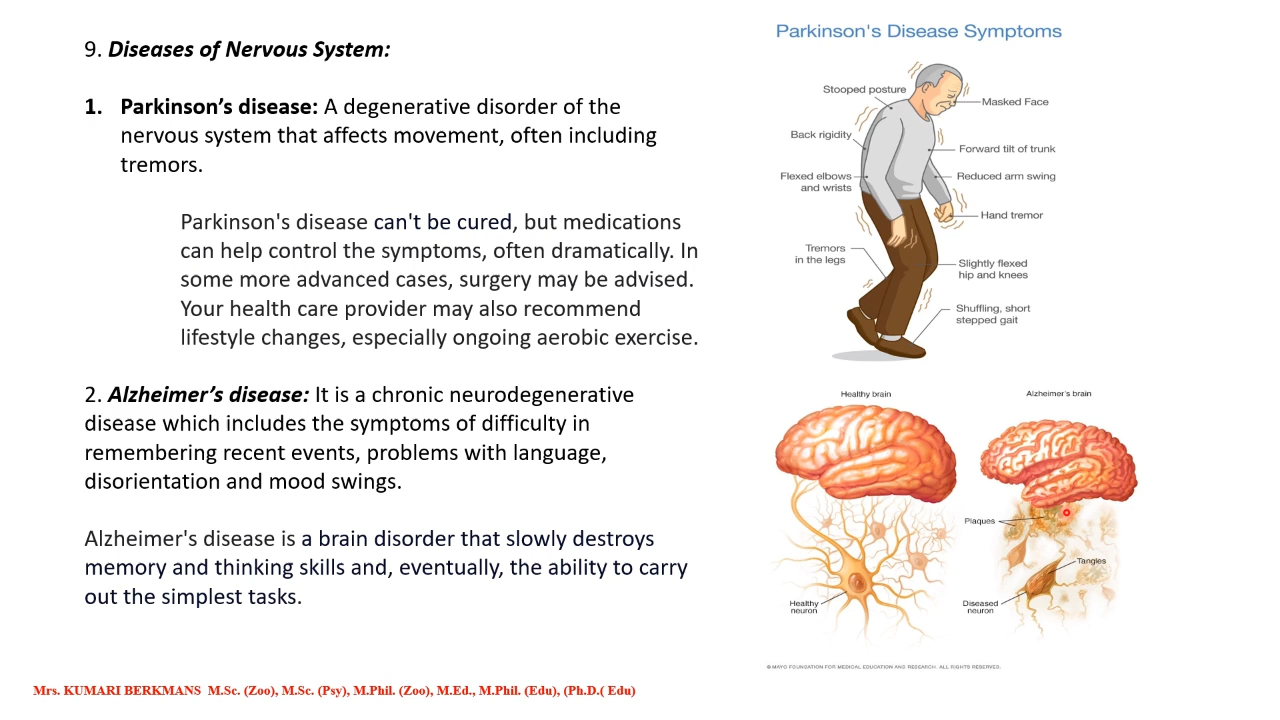 9. Diseases of Nervous System:
1. Parkinson’s disease: A degenerative disorder of the
nervous system that affects movement, often including
tremors.
Parkinson's disease can't be cured, but medications
can help control the symptoms, often dramatically. In
some more advanced cases, surgery may be advised.
Your health care provider may also recommend
lifestyle changes, especially ongoing aerobic exercise.
2. Alzheimer’s disease: It is a chronic neurodegenerative
disease which includes the symptoms of difficulty in
remembering recent events, problems with language,
disorientation and mood swings.
Alzheimer's disease is a brain disorder that slowly destroys
memory and thinking skills and, eventually, the ability to carry
out the simplest tasks.
Mrs. KUMARI BERKMANS M.Sc. (Zoo), M.Sc. (Psy), M.Phil. (Zoo), M.Ed., M.Phil. (Edu), (Ph.D.( Edu)
Parkinson's Disease Symptoms
Stooped posture
Masked Face
Back rigidity
Forward tilt of trunk
Flexed elbows
and wrists
Reduced arm swing
Hand tremor
Tremors
in the legs
Slightly flexed
hip and knees
Shuffling, short
stepped gait
Healthy brain
Alzheimer's brain
Plaques
Tangles
Healthy
neuron
Diseased
neuron
© MAYO FOUNDATION FOR MEDICAL EDUCATION AND RESEARCH. ALL RIGHTS RESERVED.